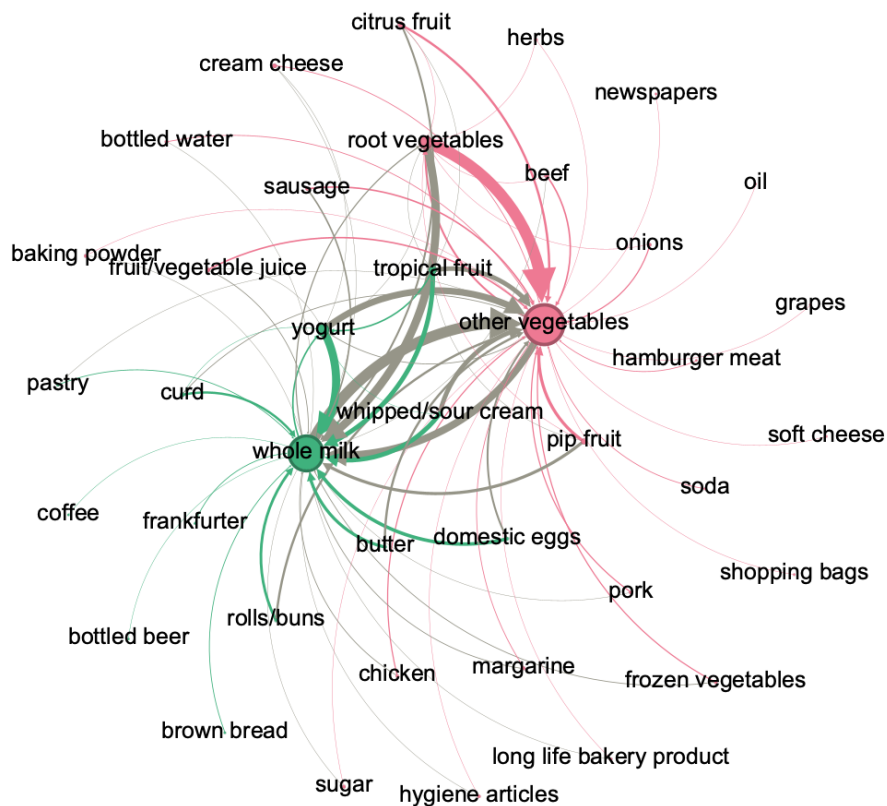 citrus fruit
herbs
cream cheese
newspapers
bottled water
root vegetables
sausage
beef
oil
onions
baking powder
fruit/vegetable juice
tropical fruit
grapes
yogurt
other vegetables
hamburger meat
pastry
curd
whipped/sour cream
pip fruit
soft cheese
whole milk
soda
coffee
frankfurter
butter
domestic eggs
shopping bags
pork
bottled beer
rolls/buns
chicken
margarine
frozen vegetables
brown bread
long life bakery product
sugar
hygiene articles